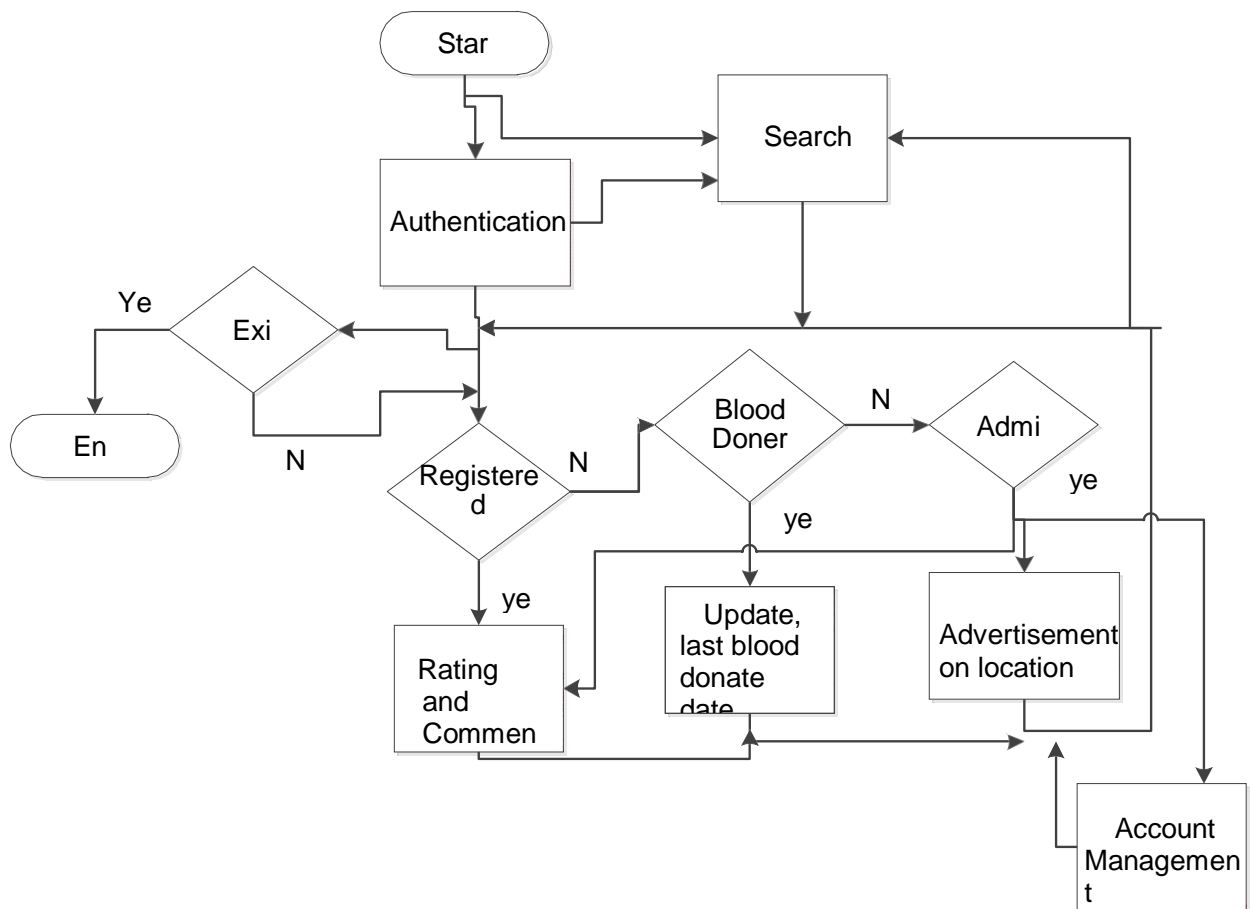 Star
Search
Authentication
Ye
Exi
En
N
Blood
Doner
N
Admi
Registere
d
N
ye
ye
ye
Update,
last blood
donate
date
Advertisement
on location
Rating
and
Commen
Account
Managemen
t